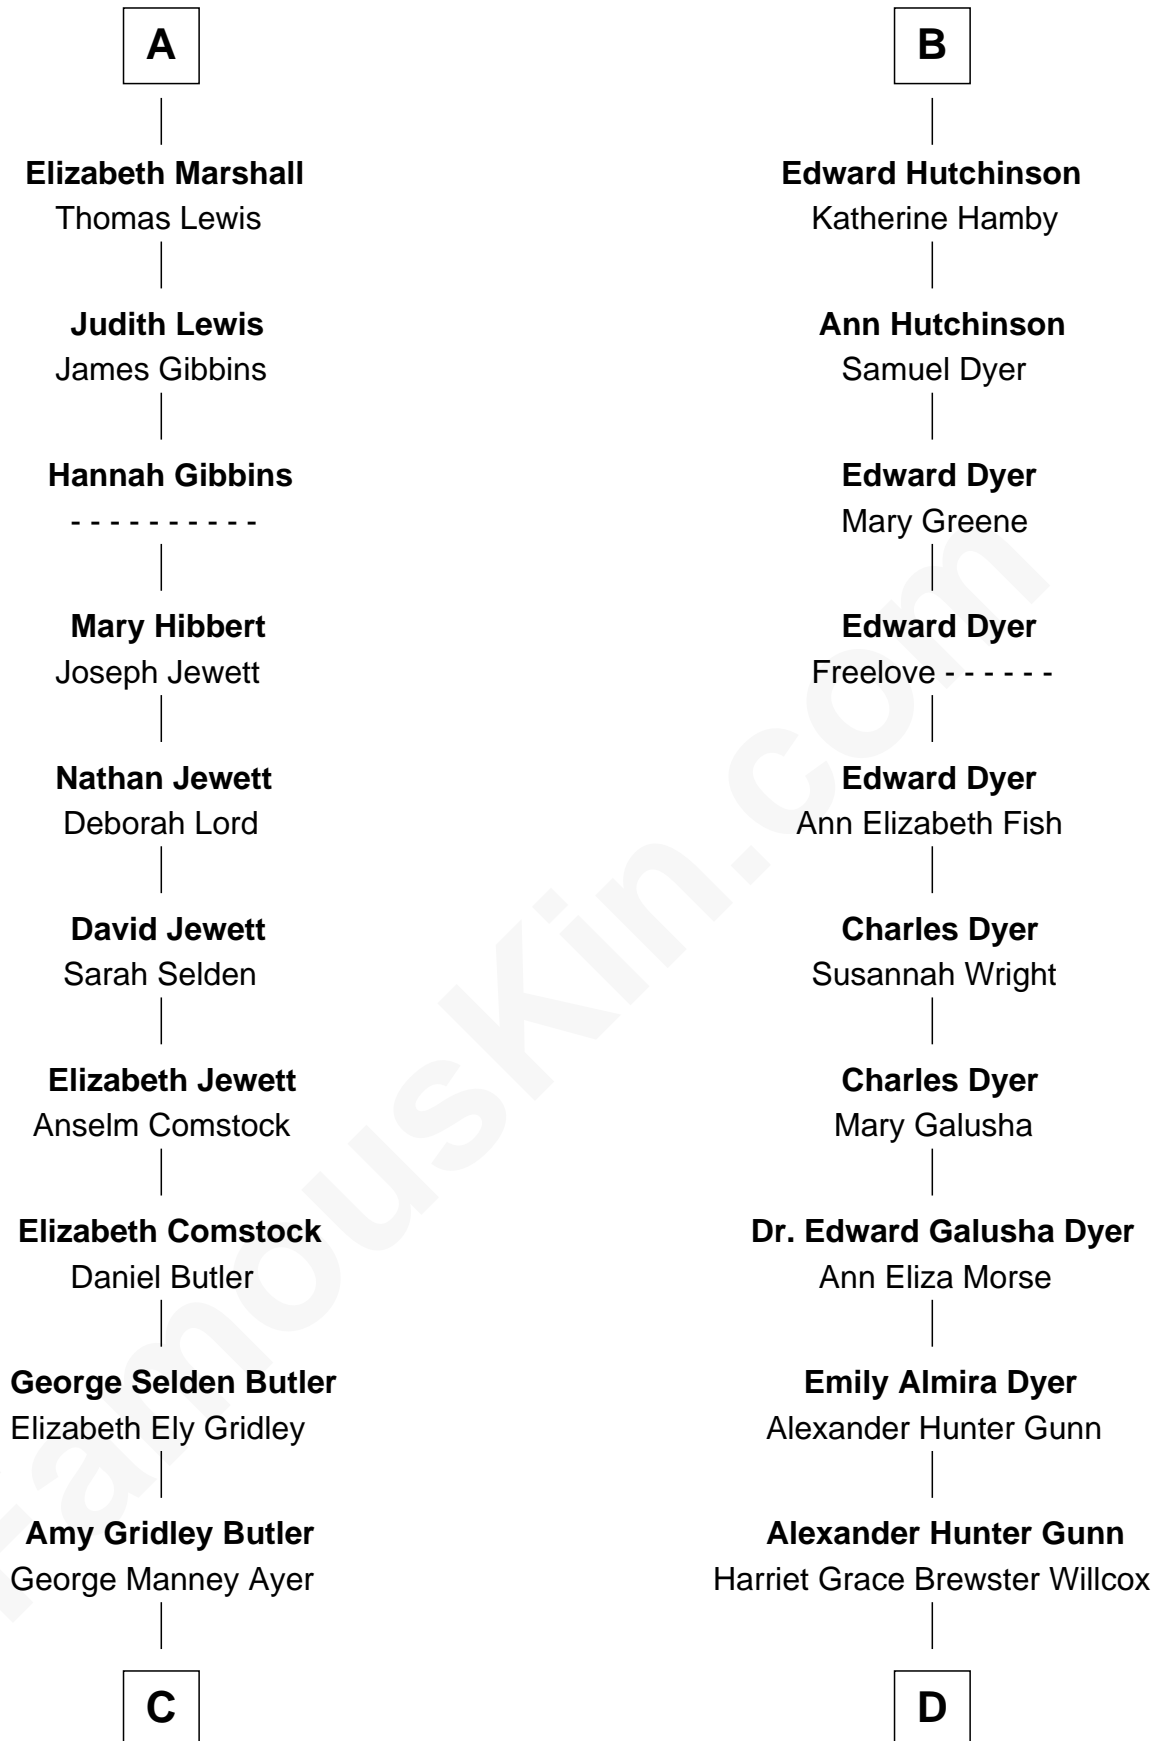 A
Elizabeth Marshall
Thomas Lewis
Judith Lewis
James Gibbins
Hannah Gibbins
- - - - - - - - - -
Mary Hibbert
Joseph Jewett
Nathan Jewett
Deborah Lord
David Jewett
Sarah Selden
Elizabeth Jewett
Anselm Comstock
Elizabeth Comstock
Daniel Butler
George Selden Butler
Elizabeth Ely Gridley
Amy Gridley Butler
George Manney Ayer
C
B
Edward Hutchinson
Katherine Hamby
Ann Hutchinson
Samuel Dyer
Edward Dyer
Mary Greene
Edward Dyer
Freelove - - - - - -
Edward Dyer
Ann Elizabeth Fish
Charles Dyer
Susannah Wright
Charles Dyer
Mary Galusha
Dr. Edward Galusha Dyer
Ann Eliza Morse
Emily Almira Dyer
Alexander Hunter Gunn
Alexander Hunter Gunn
Harriet Grace Brewster Willcox
D
FamousKin.com